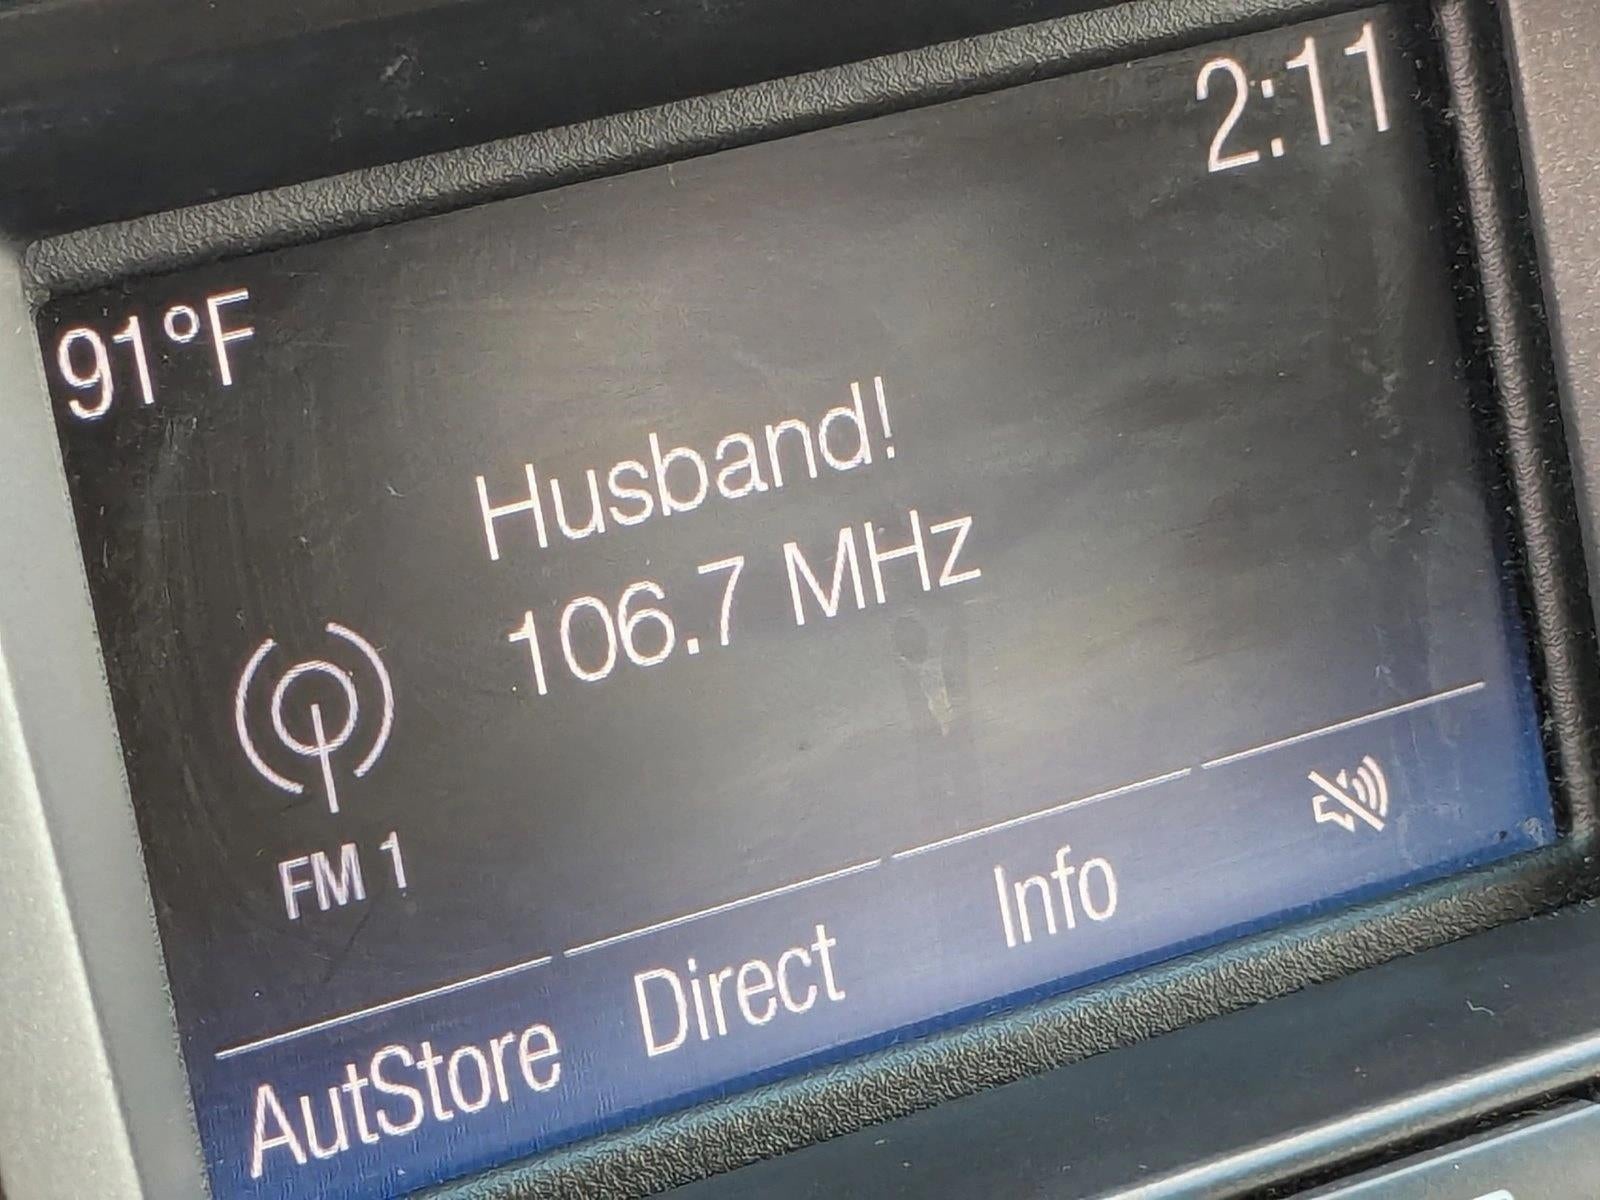 2:11
91°F
Husband!
106.7 MHz
FM 1
AutStore Direct Info